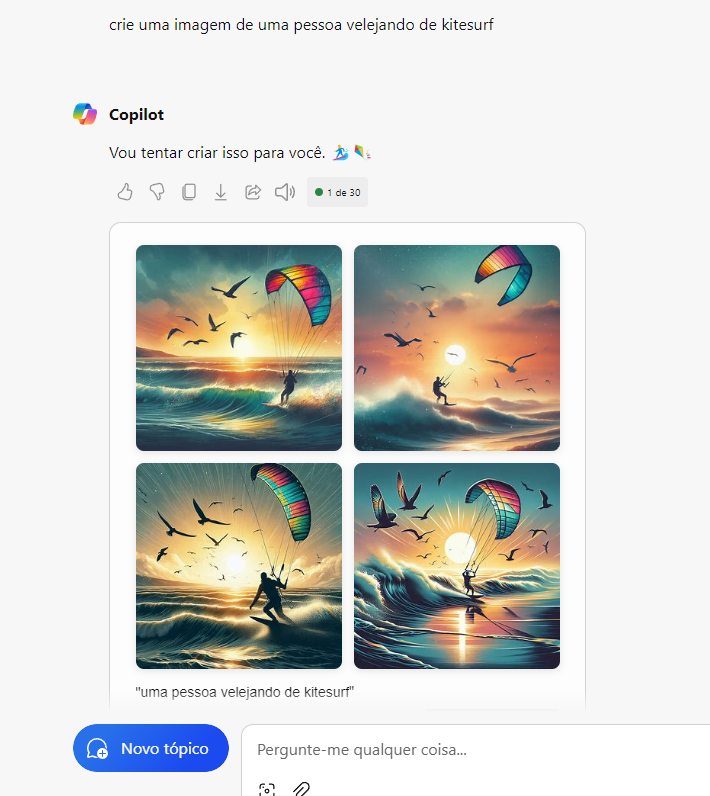 crie uma imagem de uma pessoa velejando de kitesurf
Copilot
Vou tentar criar isso para você. 🏄‍♂️🪁
1 de 30
"uma pessoa velejando de kitesurf"
Novo tópico
Pergunte-me qualquer coisa...